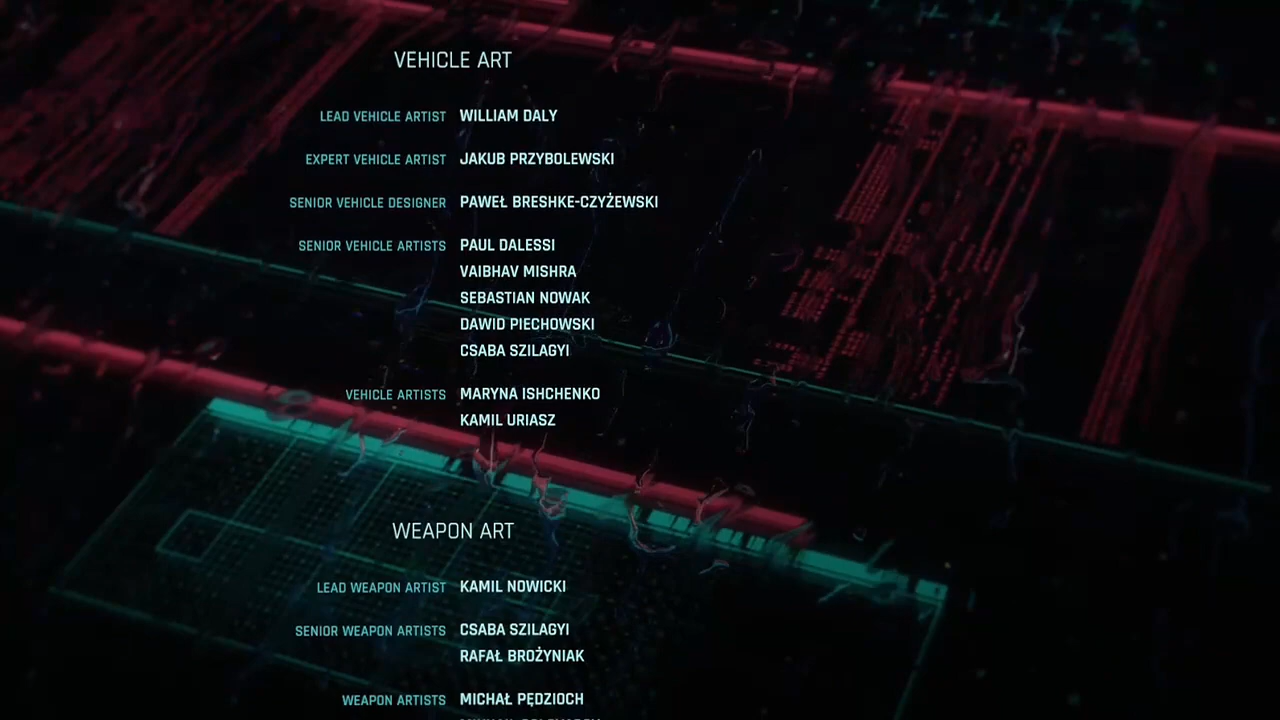 VEHICLE ART
LEAD VEHICLE ARTIST WILLIAM DALY
EXPERT VEHICLE ARTIST JAKUB PRZYBOLEWSKI
SENIOR VEHICLE DESIGNER PAWEŁ BRESHKE-CZYŻEWSKI
SENIOR VEHICLE ARTISTS PAUL DALESSI
VAIBHAV MISHRA
SEBASTIAN NOWAK
DAWID PIECHOWSKI
CSABA SZILAGYI
VEHICLE ARTISTS MARYNA ISHCHENKO
KAMIL URIASZ
WEAPON ART
LEAD WEAPON ARTIST KAMIL NOWICKI
SENIOR WEAPON ARTISTS CSABA SZILAGYI
RAFAŁ BROŻYNIAK
WEAPON ARTISTS MICHAŁ PĘDZIOCH